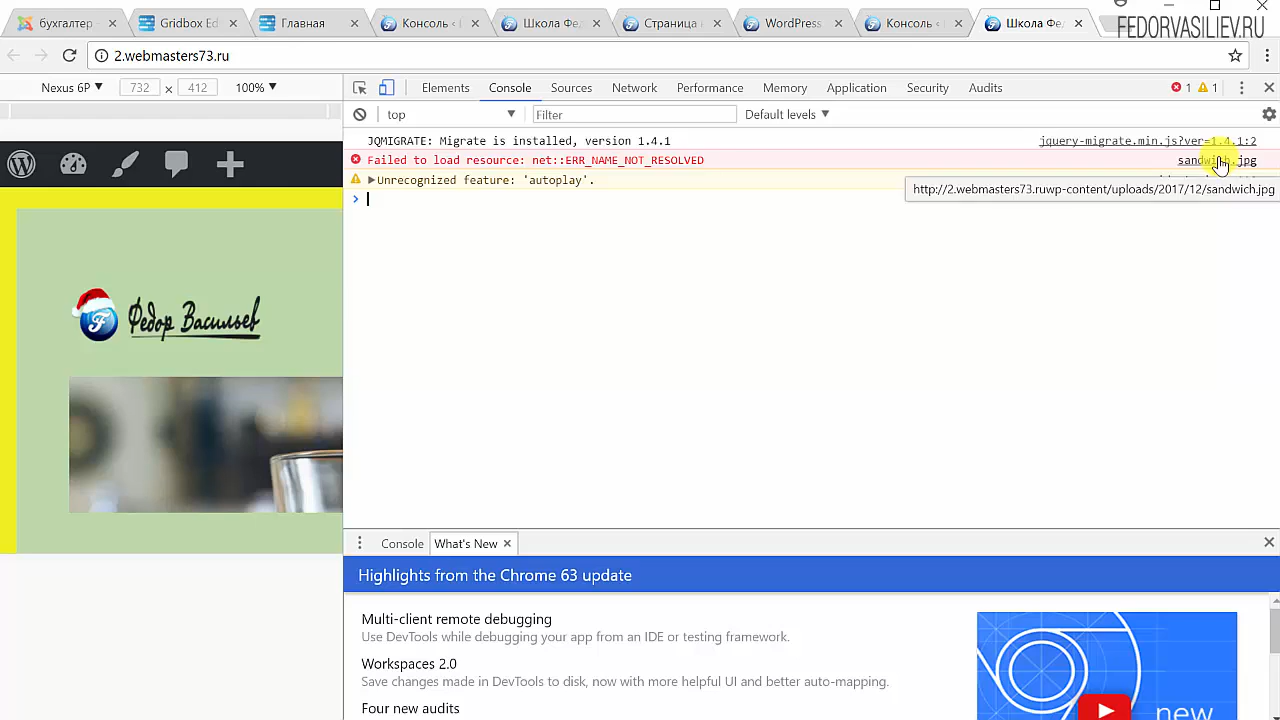 бухгалтер -
Gridbox Ed
Главная
Консоль ‹
Школа Фе
Страница
WordPress
Консоль ‹
Школа Фе
FEDORVASILIEV.RU
2.webmasters73.ru
Nexus 6P ▼ 732 × 412 100% ▼
Elements Console Sources Network Performance Memory Application Security Audits 1 1
top ▼ Filter Default levels ▼
JQMIGRATE: Migrate is installed, version 1.4.1 jquery-migrate.min.js?ver=1.4.1:2
Failed to load resource: net::ERR_NAME_NOT_RESOLVED sandwich.jpg
▶Unrecognized feature: 'autoplay'.
http://2.webmasters73.ruwp-content/uploads/2017/12/sandwich.jpg
Федор Васильев
Console What's New
Highlights from the Chrome 63 update
Multi-client remote debugging
Use DevTools while debugging your app from an IDE or testing framework.
Workspaces 2.0
Save changes made in DevTools to disk, now with more helpful UI and better auto-mapping.
Four new audits
new